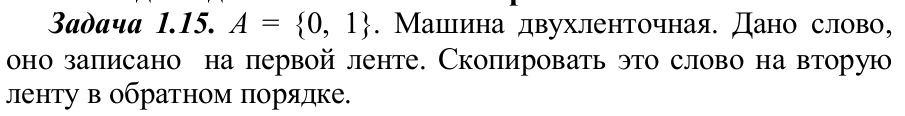 Задача 1.15. A = {0, 1}. Машина двухленточная. Дано слово,
оно записано на первой ленте. Скопировать это слово на вторую
ленту в обратном порядке.